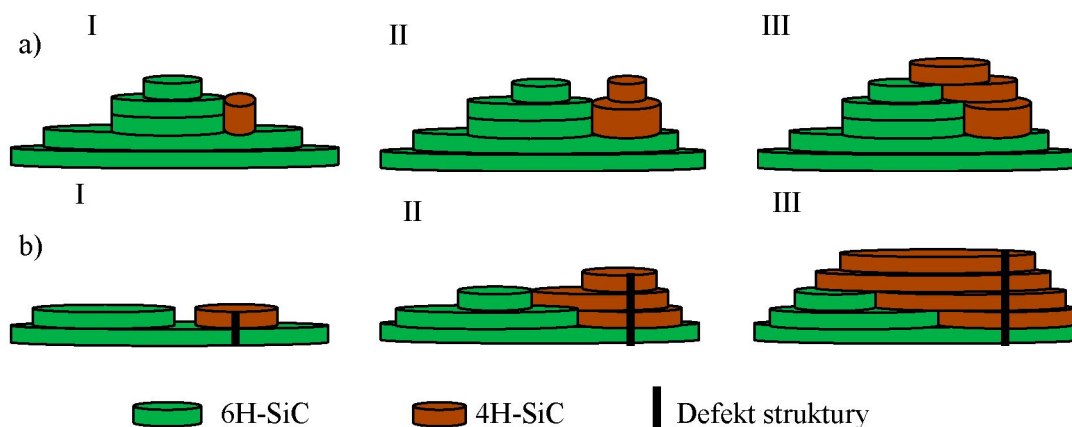 I II III
a)
I II III
b)
6H-SiC 4H-SiC Defekt struktury